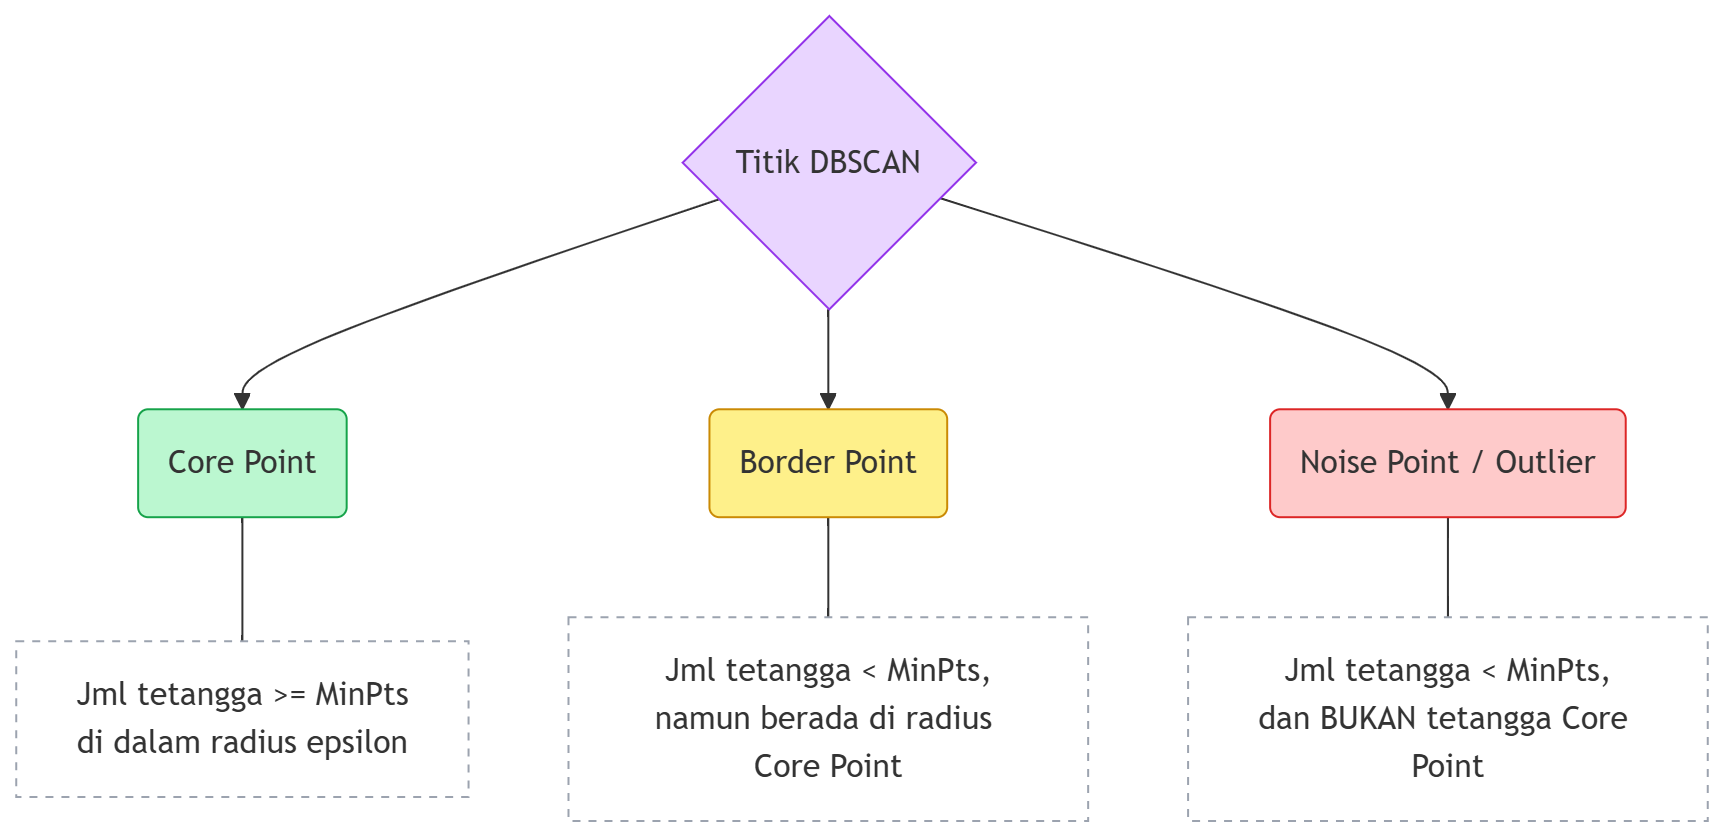 Titik DBSCAN
Core Point
Border Point
Noise Point / Outlier
Jml tetangga >= MinPts
di dalam radius epsilon
Jml tetangga < MinPts,
namun berada di radius
Core Point
Jml tetangga < MinPts,
dan BUKAN tetangga Core
Point